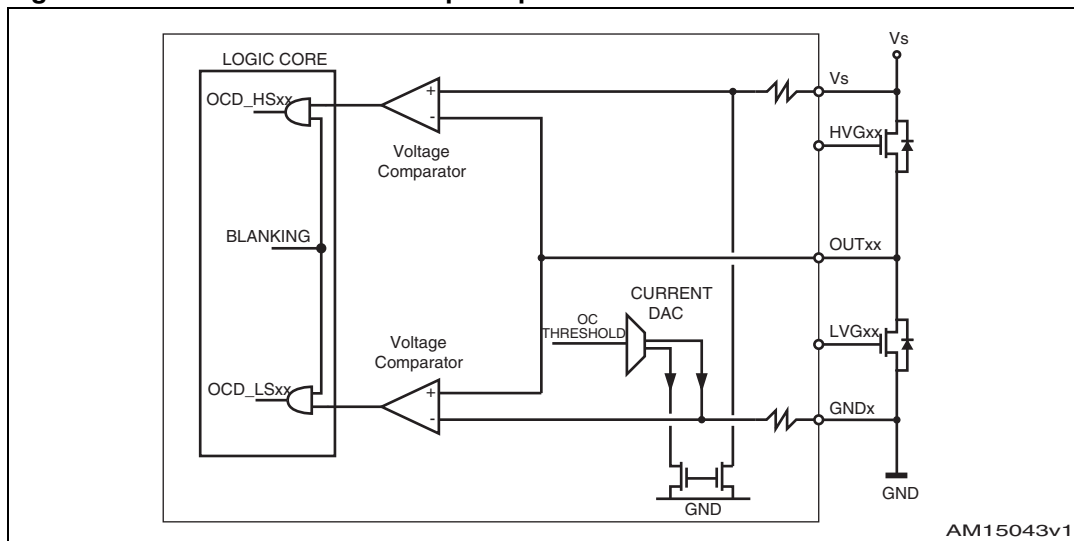 Vs
LOGIC CORE
Vs
OCD_HSxx
+
-
HVGxx
Voltage
Comparator
BLANKING
OUTxx
CURRENT
DAC
OC
THRESHOLD
LVGxx
Voltage
Comparator
OCD_LSxx
+
-
GNDx
GND
GND
AM15043v1